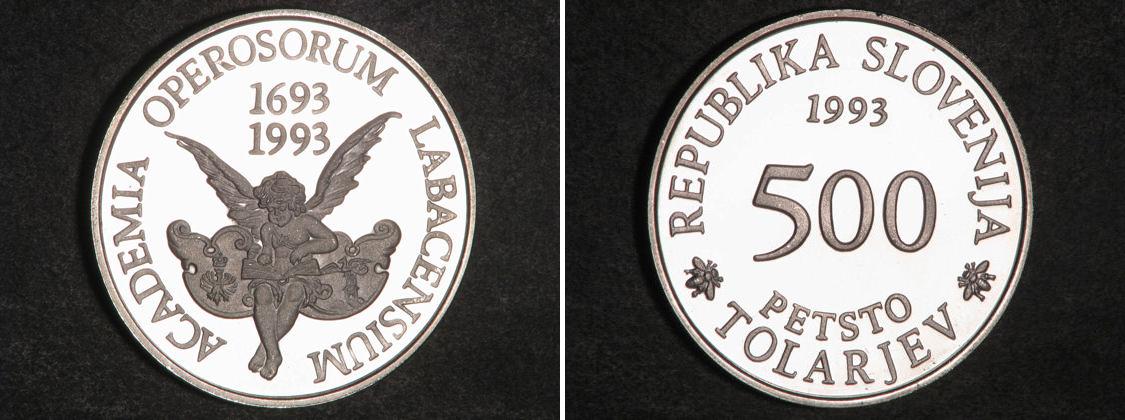 ACADEMIA OPEROSORUM LABACENSIUM
1693
1993
REPUBLIKA SLOVENIJA
1993
500
PETSTO
TOLARJEV